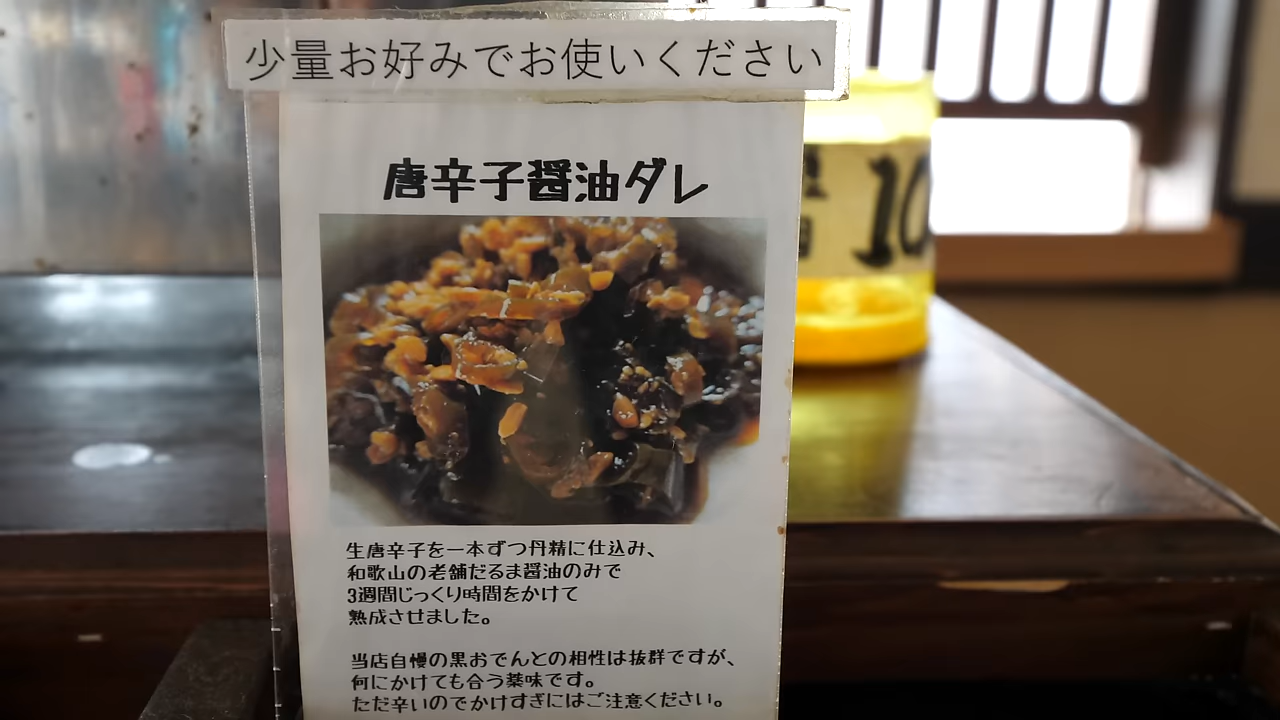 少量お好みでお使いください
唐辛子醤油ダレ
生唐辛子を一本ずつ丹精に仕込み、
和歌山の老舗だるま醤油のみで
3週間じっくり時間をかけて
熟成させました。
当店自慢の黒おでんとの相性は抜群ですが、
何にかけても合う薬味です。
ただ辛いのでかけすぎにはご注意ください。
10